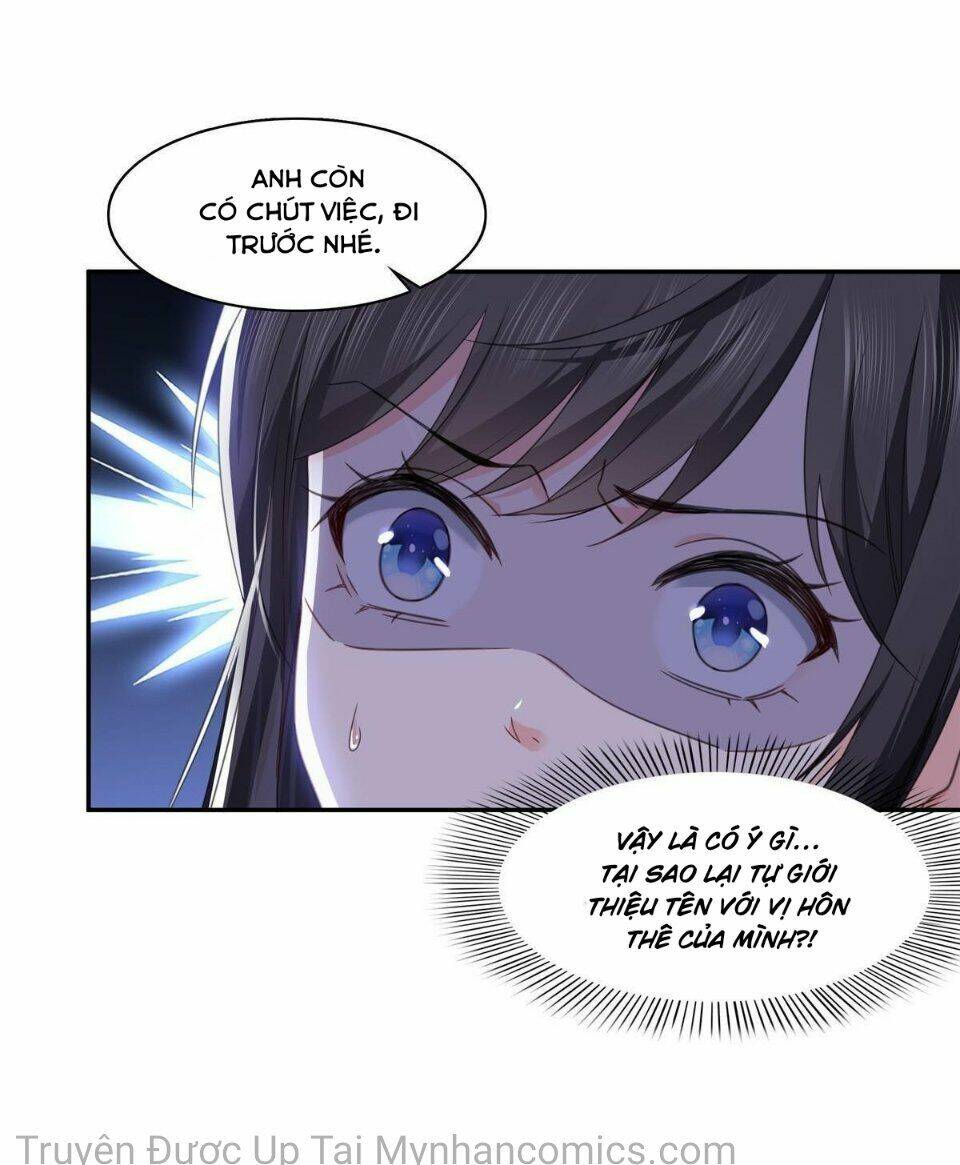 ANH CÒN
CÓ CHÚT VIỆC, ĐI
TRƯỚC NHÉ.
VẬY LÀ CÓ Ý GÌ...
TẠI SAO LẠI TỰ GIỚI
THIỆU TÊN VỚI VỊ HÔN
THÊ CỦA MÌNH?!
Truyện Được Up Tại Mynhancomics.com